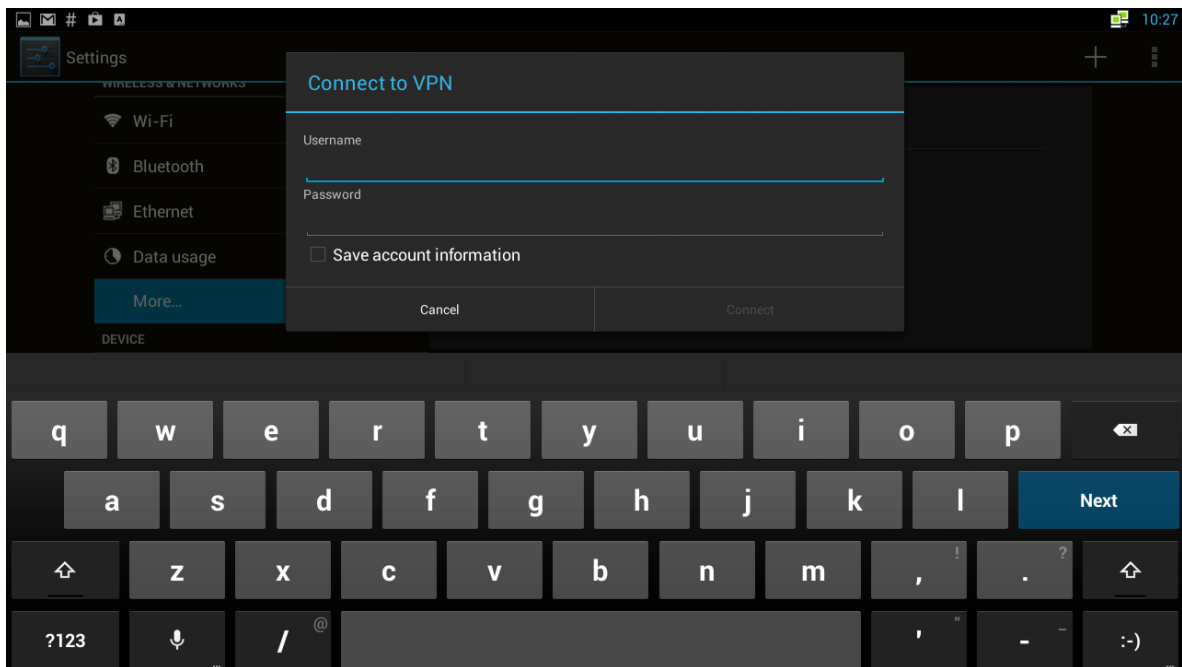 10:27
Settings
WIRELESS & NETWORKS
Wi-Fi
Bluetooth
Ethernet
Data usage
More...
DEVICE
Connect to VPN
Username
Password
Save account information
Cancel Connect
q w e r t y u i o p
a s d f g h j k l Next
z x c v b n m , ! . ?
?123 / @ ' " - _ :-)